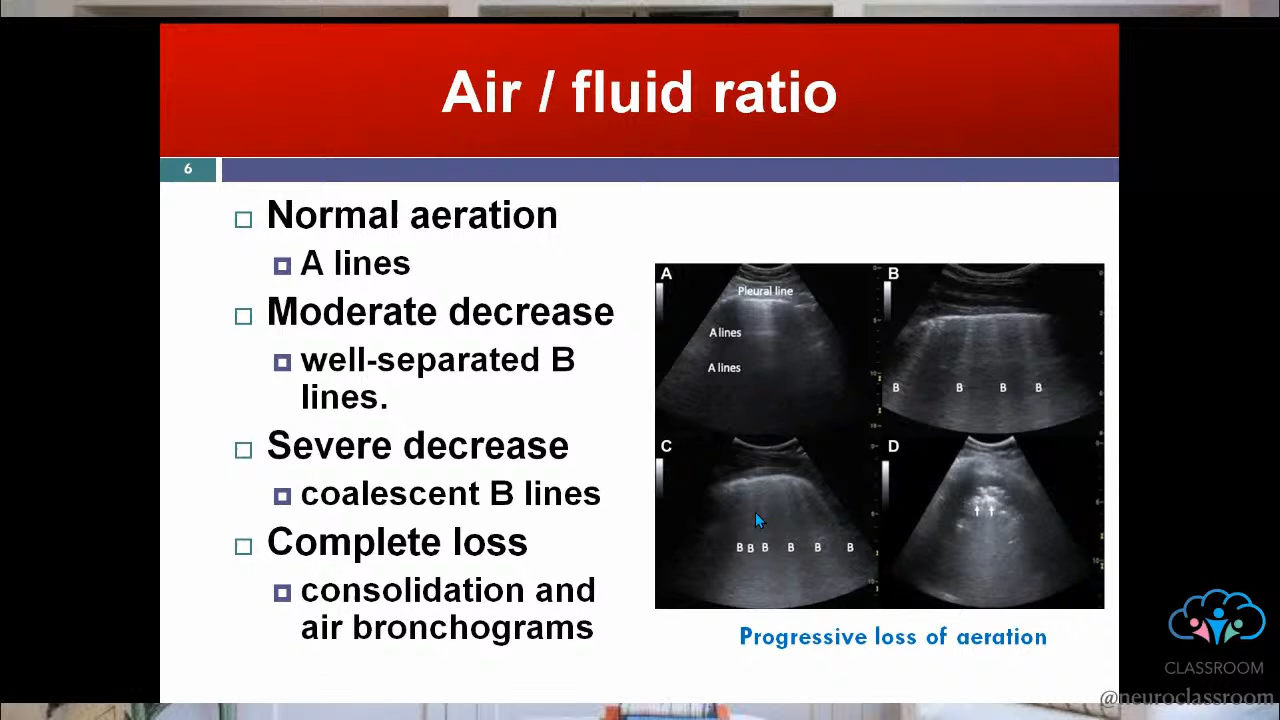 Air / fluid ratio
6
Normal aeration
A lines
Moderate decrease
well-separated B
lines.
Severe decrease
coalescent B lines
Complete loss
consolidation and
air bronchograms
A
Pleural line
A lines
A lines
B
B B B B
C
B B B B B B
D
Progressive loss of aeration
CLASSROOM
@neuroclassroom